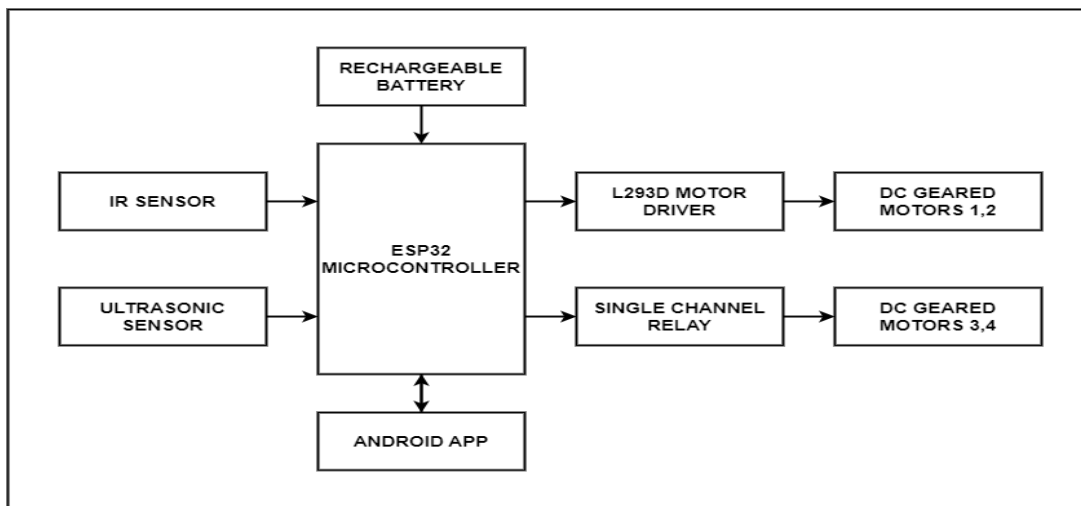 RECHARGEABLE
BATTERY
IR SENSOR
ESP32
MICROCONTROLLER
L293D MOTOR
DRIVER
DC GEARED
MOTORS 1,2
ULTRASONIC
SENSOR
SINGLE CHANNEL
RELAY
DC GEARED
MOTORS 3,4
ANDROID APP